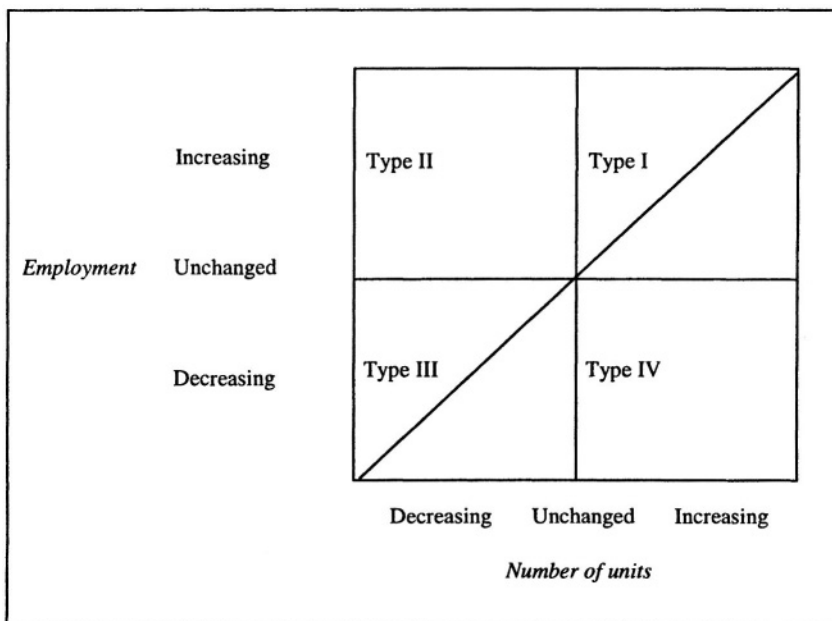 Increasing
Type II
Type I
Employment
Unchanged
Decreasing
Type III
Type IV
Decreasing
Unchanged
Increasing
Number of units